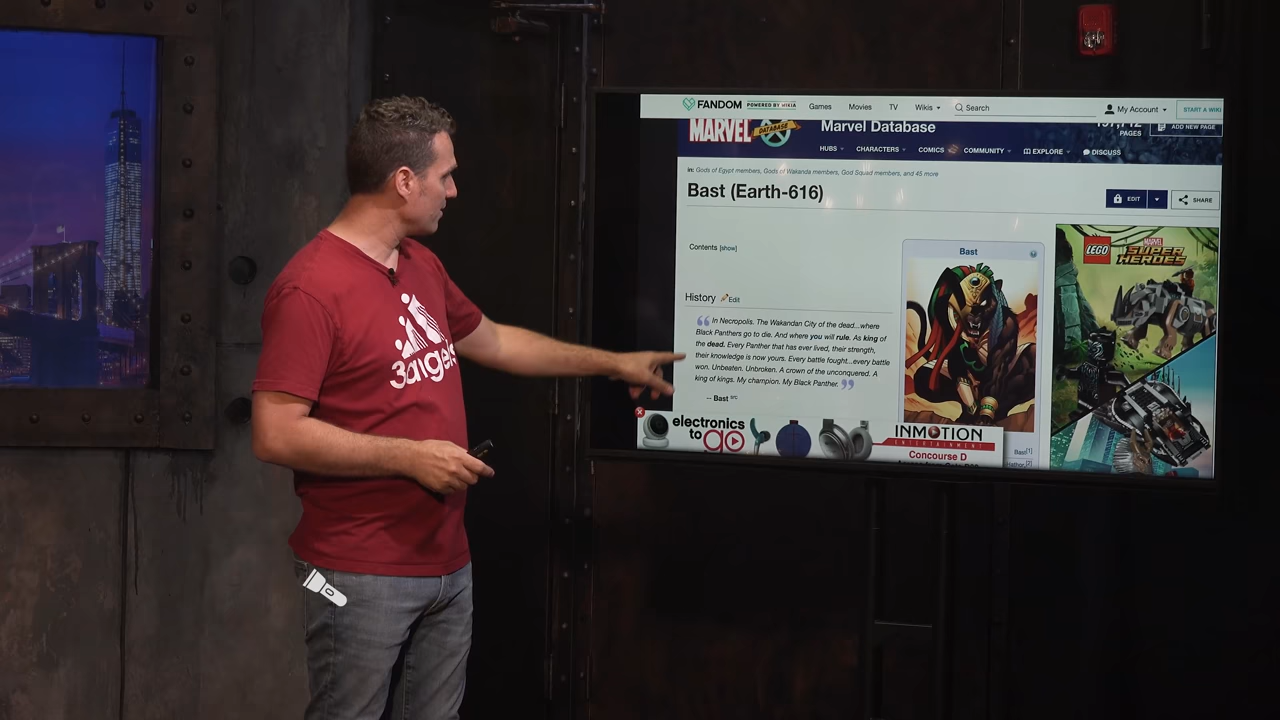 FANDOM
POWERED BY WIKIA
Games
Movies
TV
Wikis
Search
My Account
START A WIKI
MARVEL
DATABASE
Marvel Database
PAGES
ADD NEW PAGE
HUBS
CHARACTERS
COMICS
COMMUNITY
EXPLORE
DISCUSS
in: Gods of Egypt members, Gods of Wakanda members, God Squad members, and 45 more
Bast (Earth-616)
EDIT
SHARE
Contents [show]
Bast
LEGO
MARVEL
SUPER HEROES
History
Edit
“ In Necropolis. The Wakandan City of the dead...where
Black Panthers go to die. And where you will rule. As king of
the dead. Every Panther that has ever lived, their strength,
their knowledge is now yours. Every battle fought...every battle
won. Unbeaten. Unbroken. A crown of the unconquered. A
king of kings. My champion. My Black Panther. ”
-- Bast src
electronics
to go
INMOTION
ENTERTAINMENT
Concourse D
Bast[1]
3angels